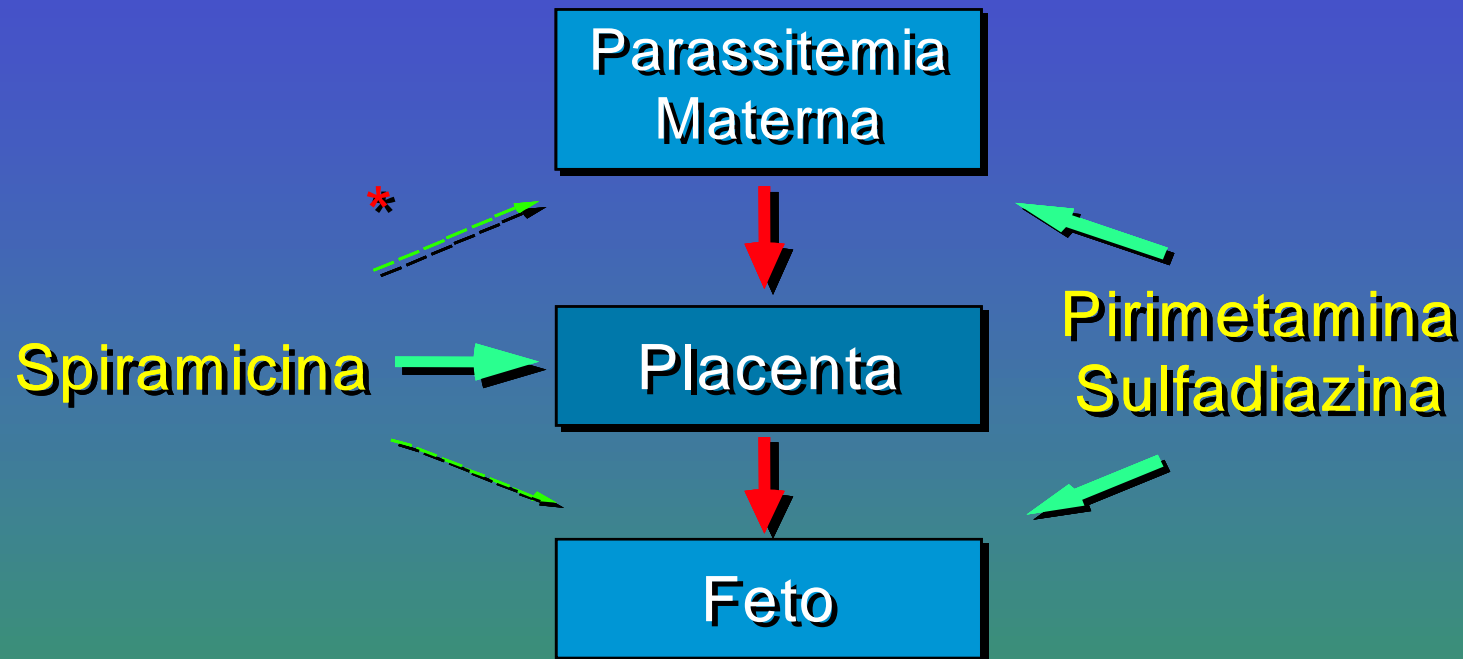 Parassitemia
Materna
*
Spiramicina
Placenta
Pirimetamina
Sulfadiazina
Feto